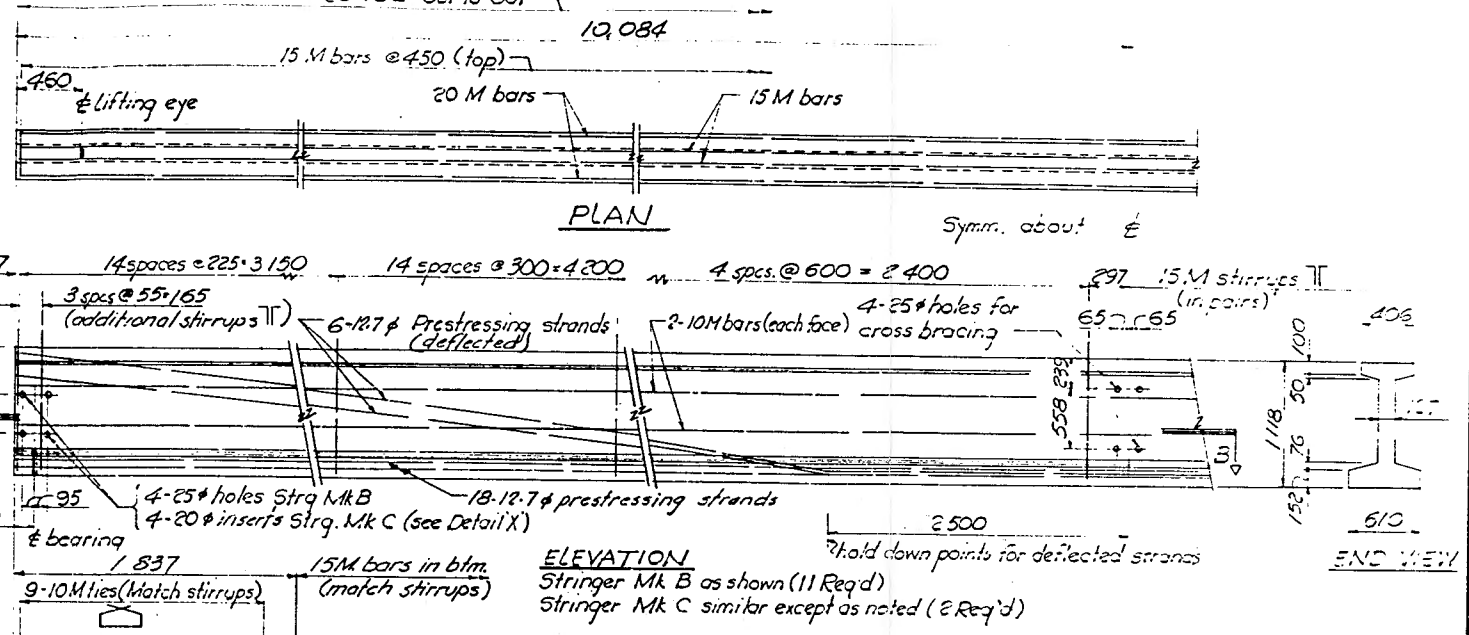 10,084
15 M bars @ 450 (top)
460
℄ lifting eye
20 M bars
15 M bars
PLAN
Symm. about ℄
14 spaces @ 225 = 3150
14 spaces @ 300 = 4200
4 spcs. @ 600 = 2400
297
15 M stirrups
(in pairs)
3 spcs @ 55 = 165
(additional stirrups)
6-12.7 ϕ Prestressing strands
(deflected)
2-10M bars (each face)
4-25 ϕ holes for
cross bracing
65
65
406
100
50
239
558
1118
76
152
B
610
END VIEW
95
4-25 ϕ holes Strg Mk B
4-20 ϕ inserts Strg. Mk C (see Detail 'X')
18-12.7 ϕ prestressing strands
2500
hold down points for deflected strands
℄ bearing
1 837
15M bars in btm.
(match stirrups)
9-10M ties (Match stirrups)
ELEVATION
Stringer Mk B as shown (11 Req'd)
Stringer Mk C similar except as noted (2 Req'd)